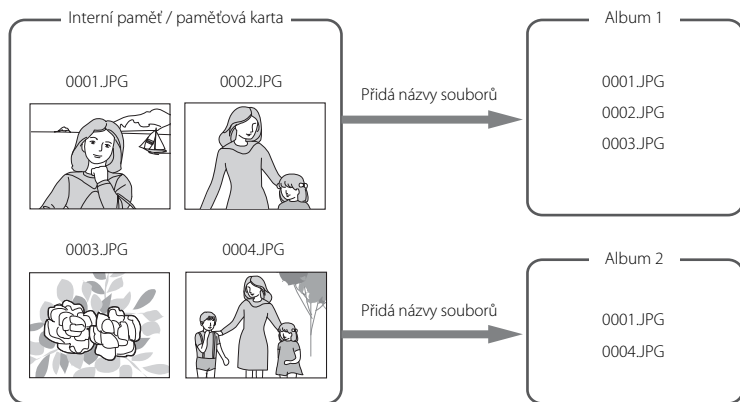 Interní paměť / paměťová karta
0001.JPG
0002.JPG
0003.JPG
0004.JPG
Přidá názvy souborů
Album 1
0001.JPG
0002.JPG
0003.JPG
Přidá názvy souborů
Album 2
0001.JPG
0004.JPG